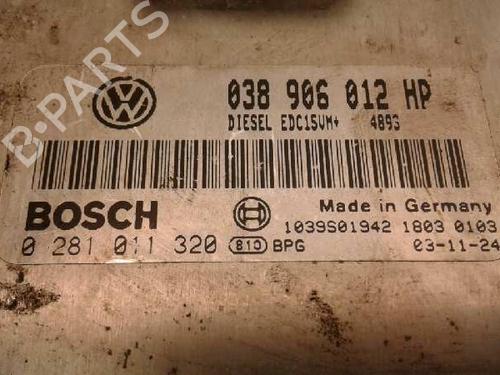 B-PARTS
VW
038 906 012 HP
DIESEL EDC15VM+ 4893
BOSCH
Made in Germany
0 281 011 320 810 BPG
1039S01942 1803 0103
03-11-24